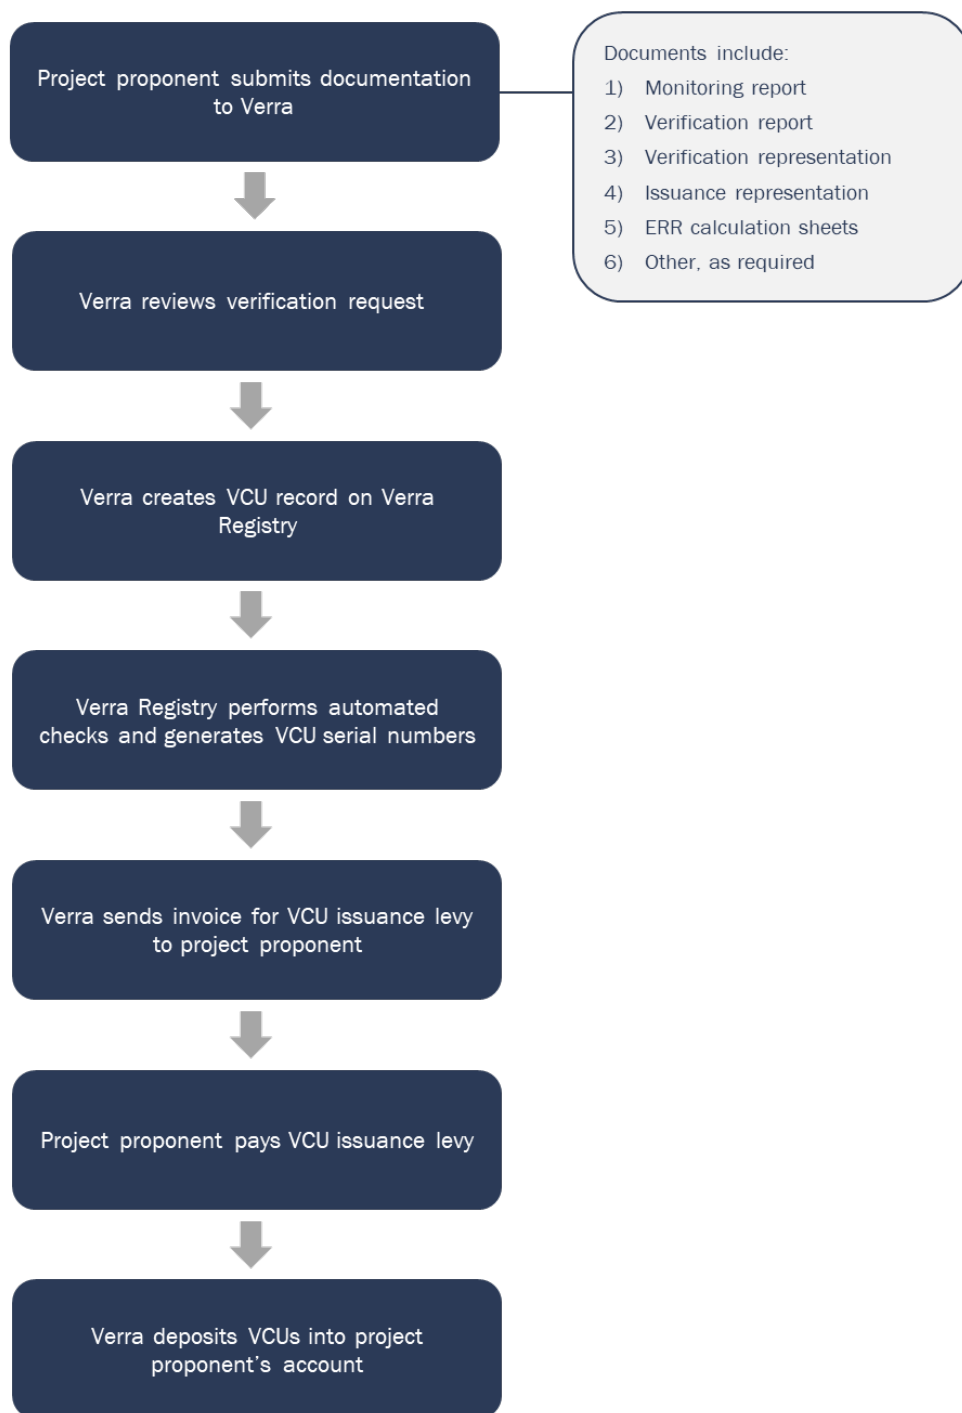 Project proponent submits documentation
to Verra
Documents include:
1) Monitoring report
2) Verification report
3) Verification representation
4) Issuance representation
5) ERR calculation sheets
6) Other, as required
Verra reviews verification request
Verra creates VCU record on Verra
Registry
Verra Registry performs automated
checks and generates VCU serial numbers
Verra sends invoice for VCU issuance levy
to project proponent
Project proponent pays VCU issuance levy
Verra deposits VCUs into project
proponent’s account